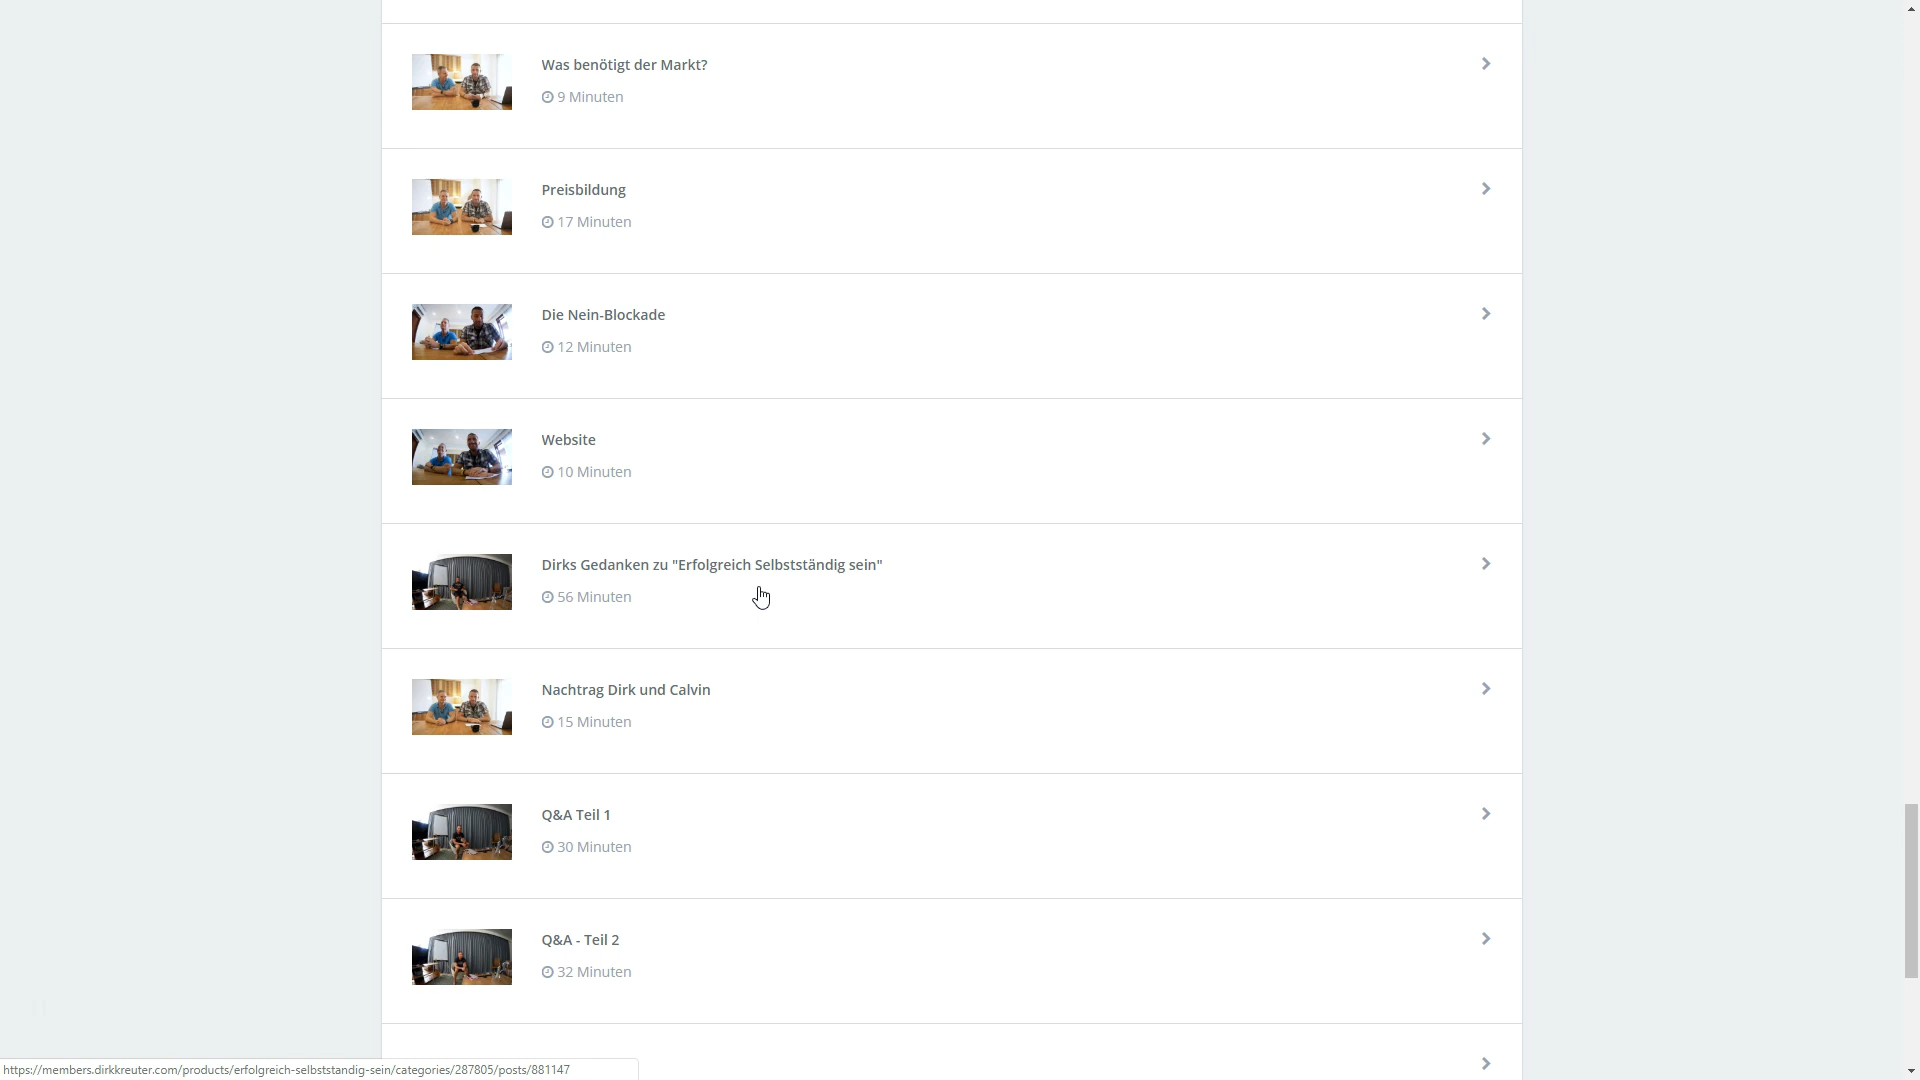 Was benötigt der Markt?
9 Minuten
Preisbildung
17 Minuten
Die Nein-Blockade
12 Minuten
Website
10 Minuten
Dirks Gedanken zu "Erfolgreich Selbstständig sein"
56 Minuten
Nachtrag Dirk und Calvin
15 Minuten
Q&A Teil 1
30 Minuten
Q&A - Teil 2
32 Minuten
https://members.dirkkreuter.com/products/erfolgreich-selbststandig-sein/categories/287805/posts/881147